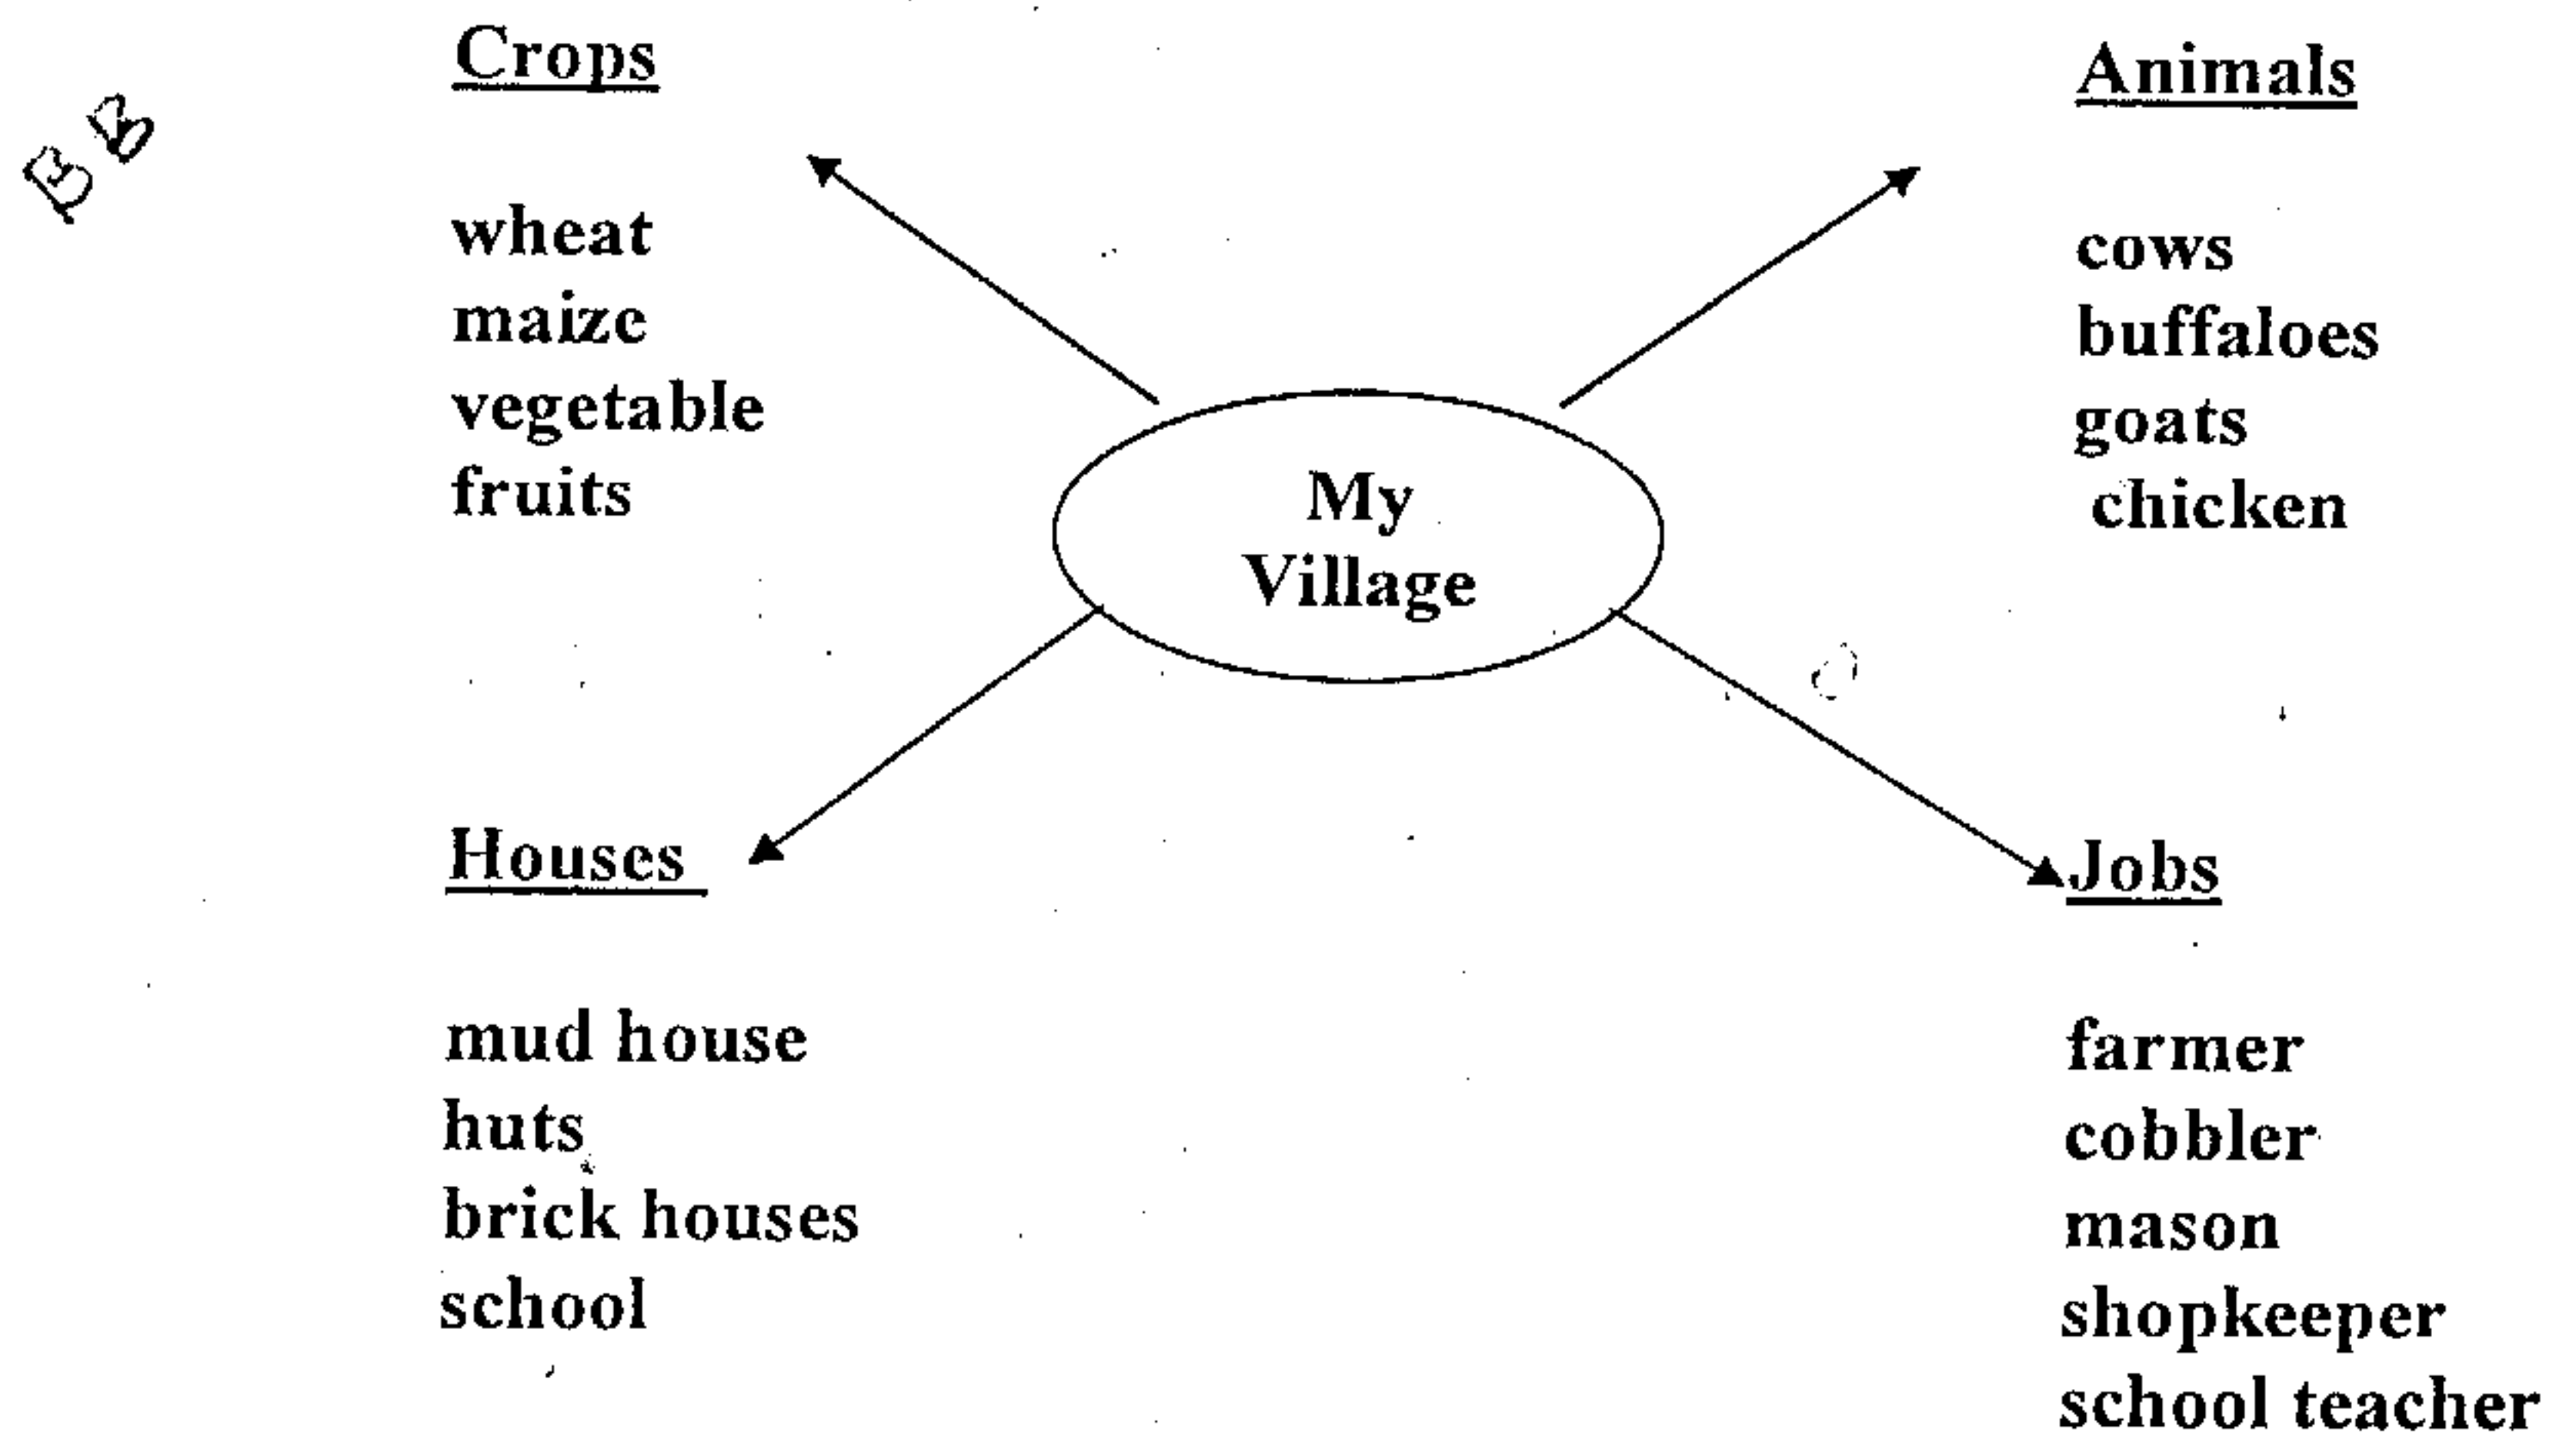 BB
Crops
wheat
maize
vegetable
fruits
Animals
cows
buffaloes
goats
chicken
My
Village
Houses
mud house
huts
brick houses
school
Jobs
farmer
cobbler
mason
shopkeeper
school teacher